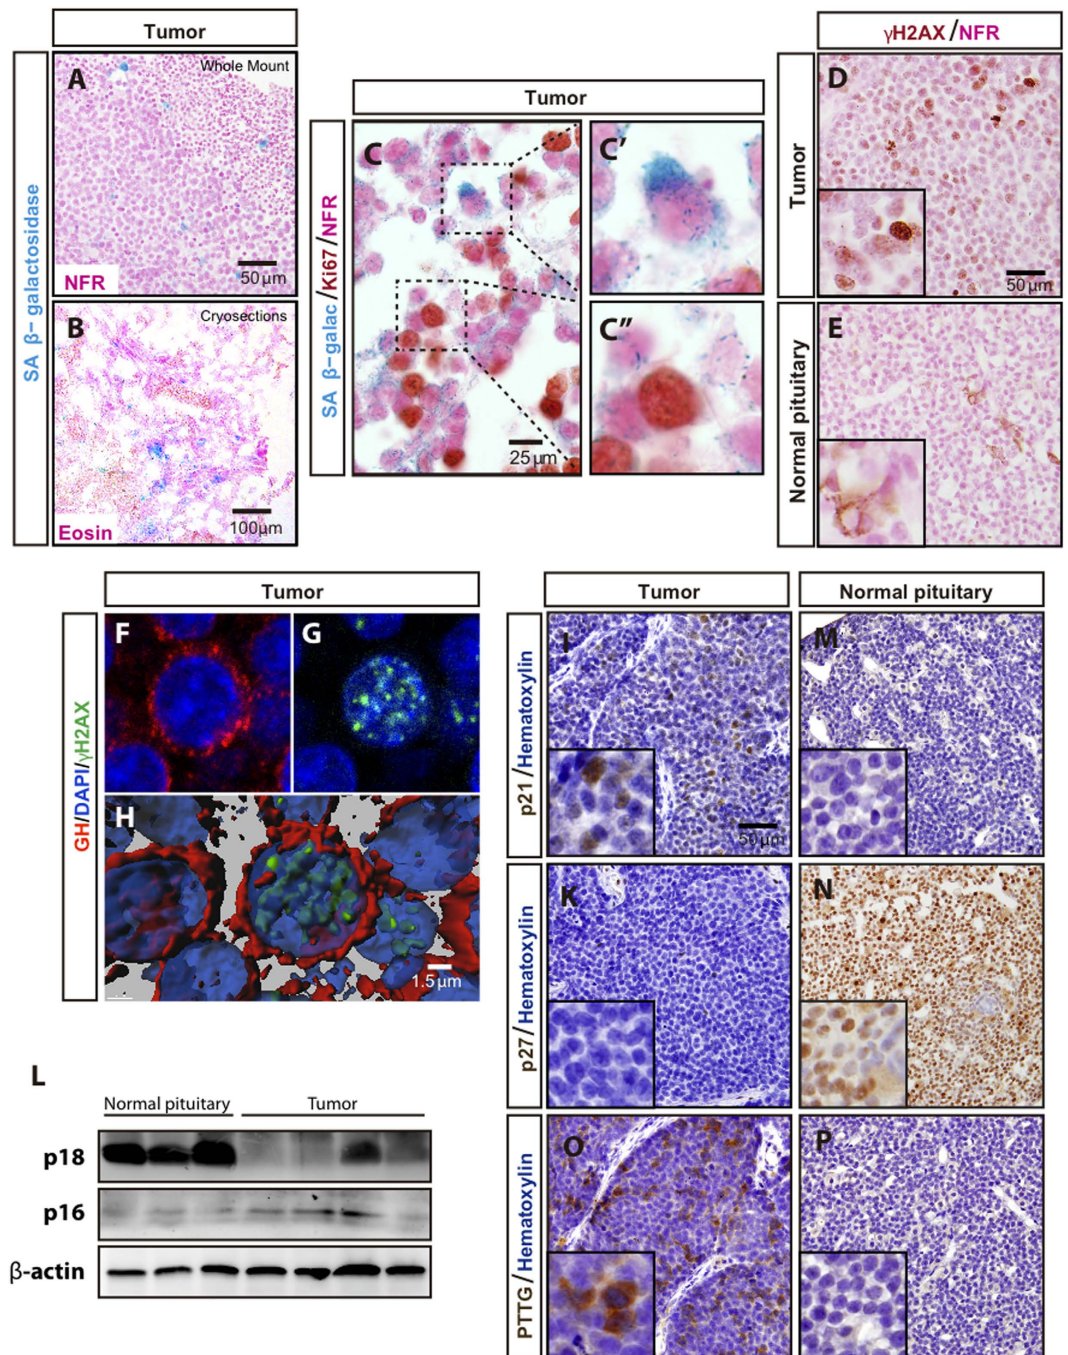 Tumor
SA β– galactosidase
A
Whole Mount
50 µm
NFR
B
Cryosections
100µm
Eosin
Tumor
SA β–galac/Ki67/NFR
C
25µm
C'
C"
γH2AX/NFR
Tumor
D
50µm
Normal pituitary
E
Tumor
GH/DAPI/γH2AX
F
G
H
1.5µm
Tumor
Normal pituitary
p21/Hematoxylin
I
50µm
M
p27/Hematoxylin
K
N
PTTG/Hematoxylin
O
P
L
Normal pituitary
Tumor
p18
p16
β-actin